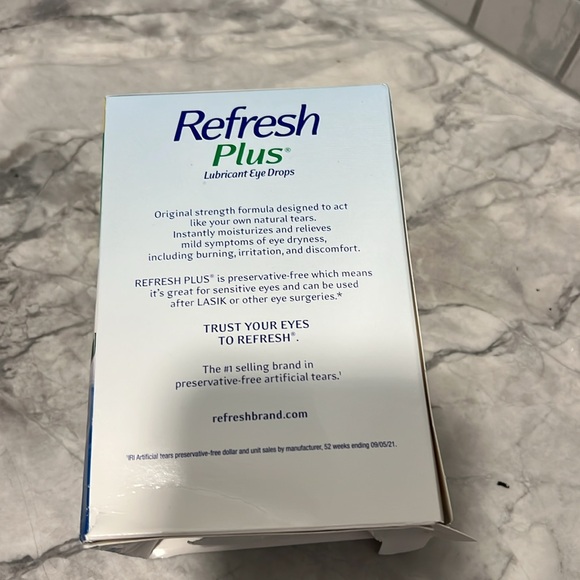 Refresh
Plus®
Lubricant Eye Drops
Original strength formula designed to act
like your own natural tears.
Instantly moisturizes and relieves
mild symptoms of eye dryness,
including burning, irritation, and discomfort.
REFRESH PLUS® is preservative-free which means
it's great for sensitive eyes and can be used
after LASIK or other eye surgeries.*
TRUST YOUR EYES
TO REFRESH®.
The #1 selling brand in
preservative-free artificial tears.¹
refreshbrand.com
¹IRI Artificial tears preservative-free dollar and unit sales by manufacturer, 52 weeks ending 09/05/21.